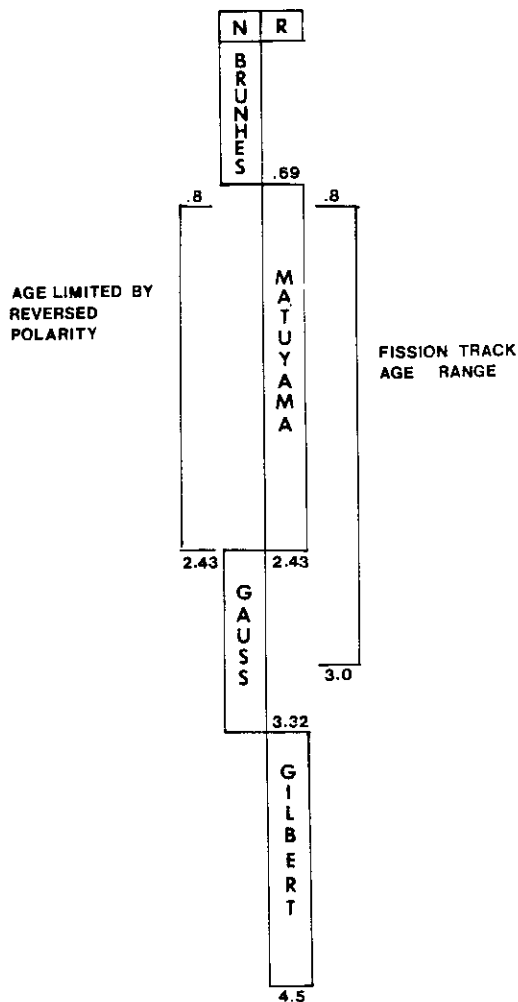 N R
BRUNHES
.69
.8
.8
AGE LIMITED BY
REVERSED
POLARITY
MATUYAMA
FISSION TRACK
AGE RANGE
2.43
2.43
GAUSS
3.0
3.32
GILBERT
4.5